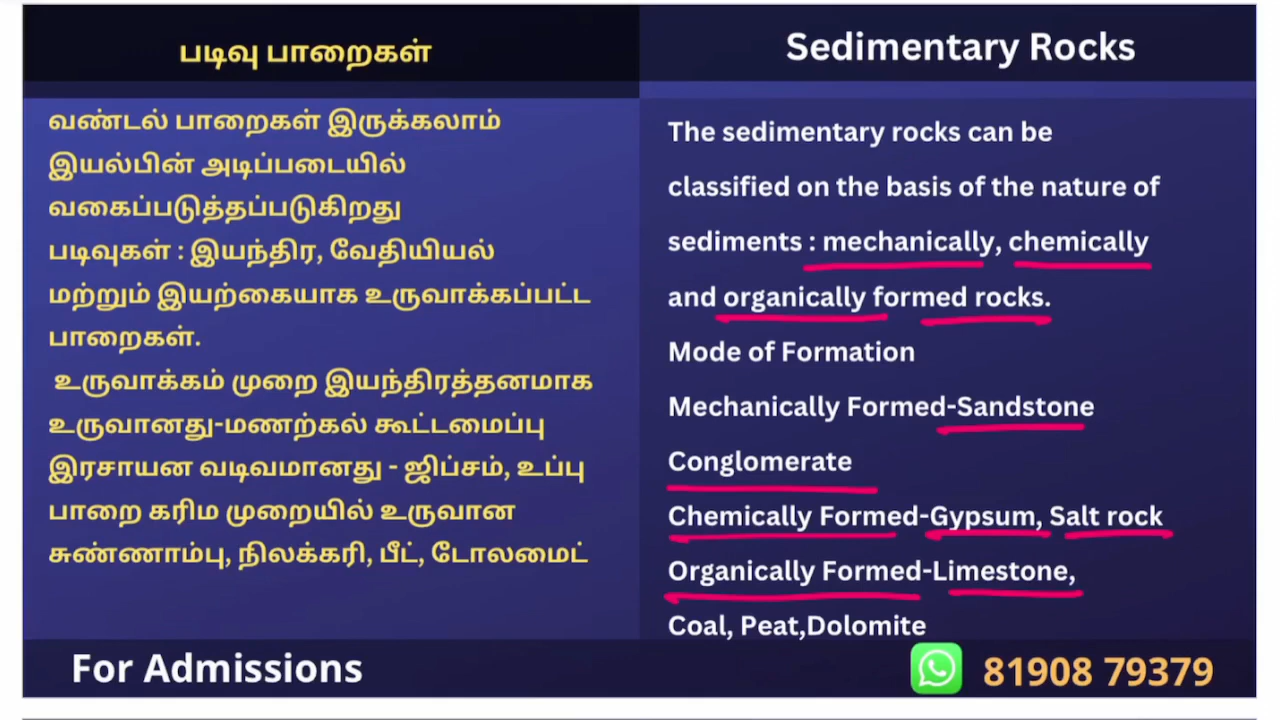 படிவு பாறைகள்
வண்டல் பாறைகள் இருக்கலாம்
இயல்பின் அடிப்படையில்
வகைப்படுத்தப்படுகிறது
படிவுகள் : இயந்திர, வேதியியல்
மற்றும் இயற்கையாக உருவாக்கப்பட்ட
பாறைகள்.
உருவாக்கம் முறை இயந்திரத்தனமாக
உருவானது-மணற்கல் கூட்டமைப்பு
இரசாயன வடிவமானது - ஜிப்சம், உப்பு
பாறை கரிம முறையில் உருவான
சுண்ணாம்பு, நிலக்கரி, பீட், டோலமைட்
Sedimentary Rocks
The sedimentary rocks can be
classified on the basis of the nature of
sediments : mechanically, chemically
and organically formed rocks.
Mode of Formation
Mechanically Formed-Sandstone
Conglomerate
Chemically Formed-Gypsum, Salt rock
Organically Formed-Limestone,
Coal, Peat,Dolomite
For Admissions
81908 79379